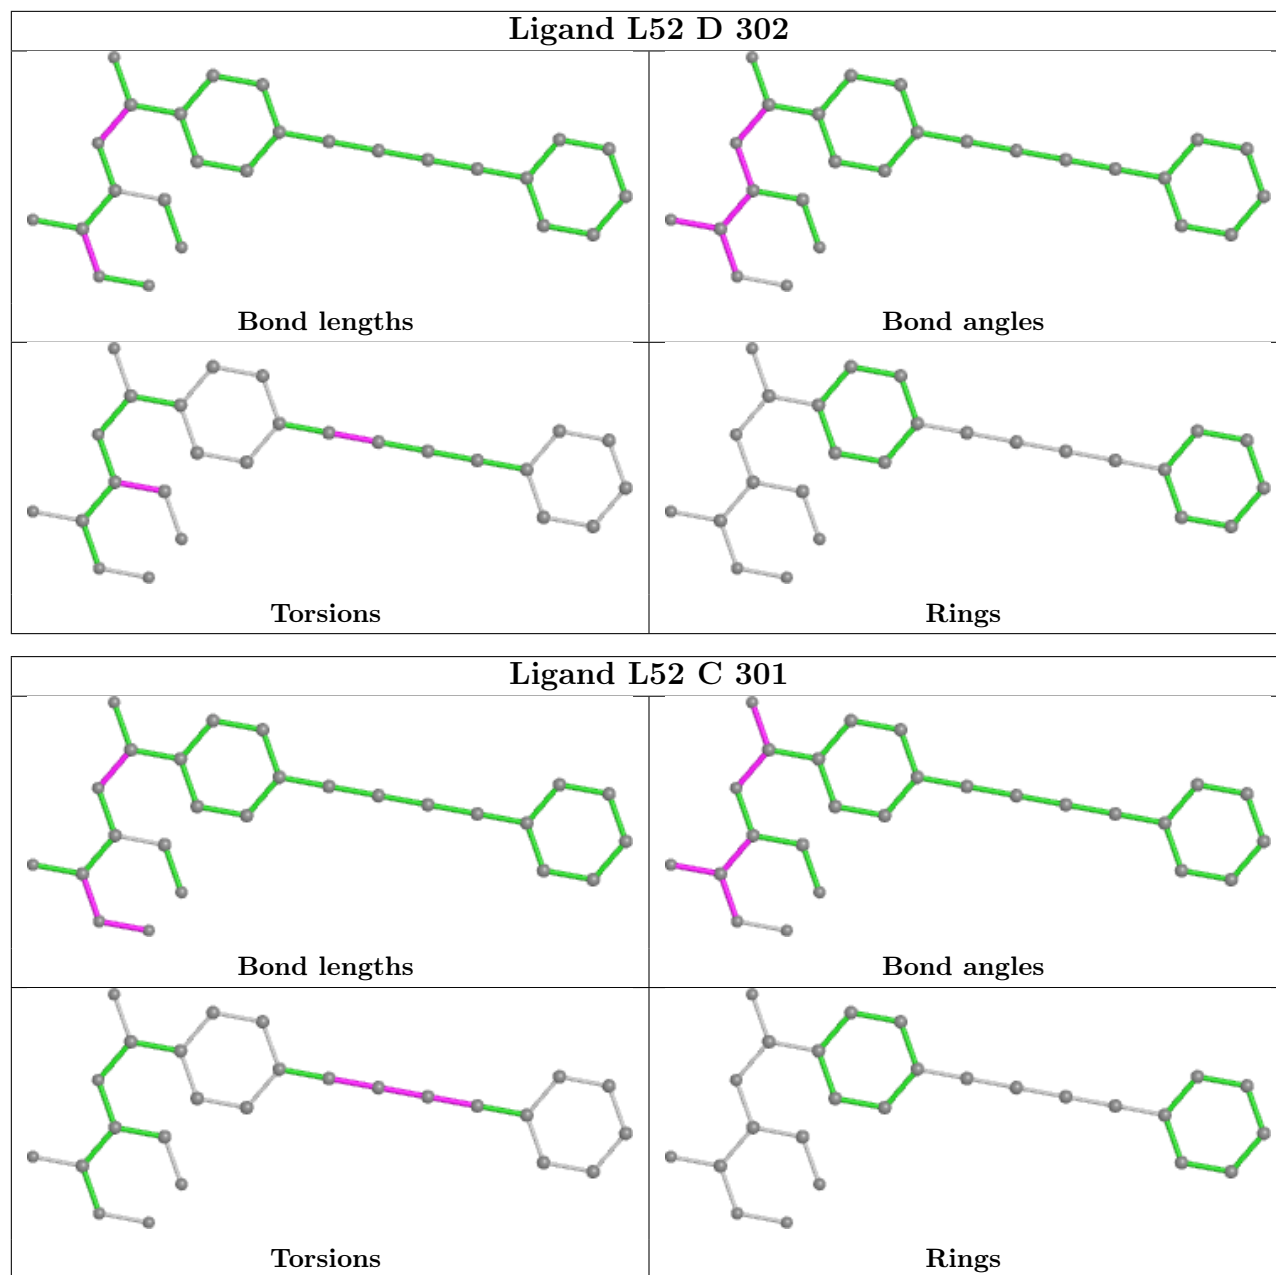 Ligand L52 D 302
Bond lengths
Bond angles
Torsions
Rings
Ligand L52 C 301
Bond lengths
Bond angles
Torsions
Rings